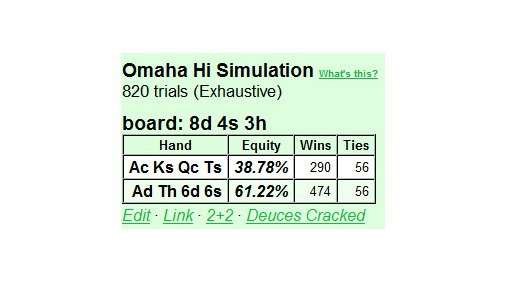 Omaha Hi Simulation What's this?
820 trials (Exhaustive)
board: 8d 4s 3h
Hand Equity Wins Ties
Ac Ks Qc Ts 38.78% 290 56
Ad Th 6d 6s 61.22% 474 56
Edit · Link · 2+2 · Deuces Cracked